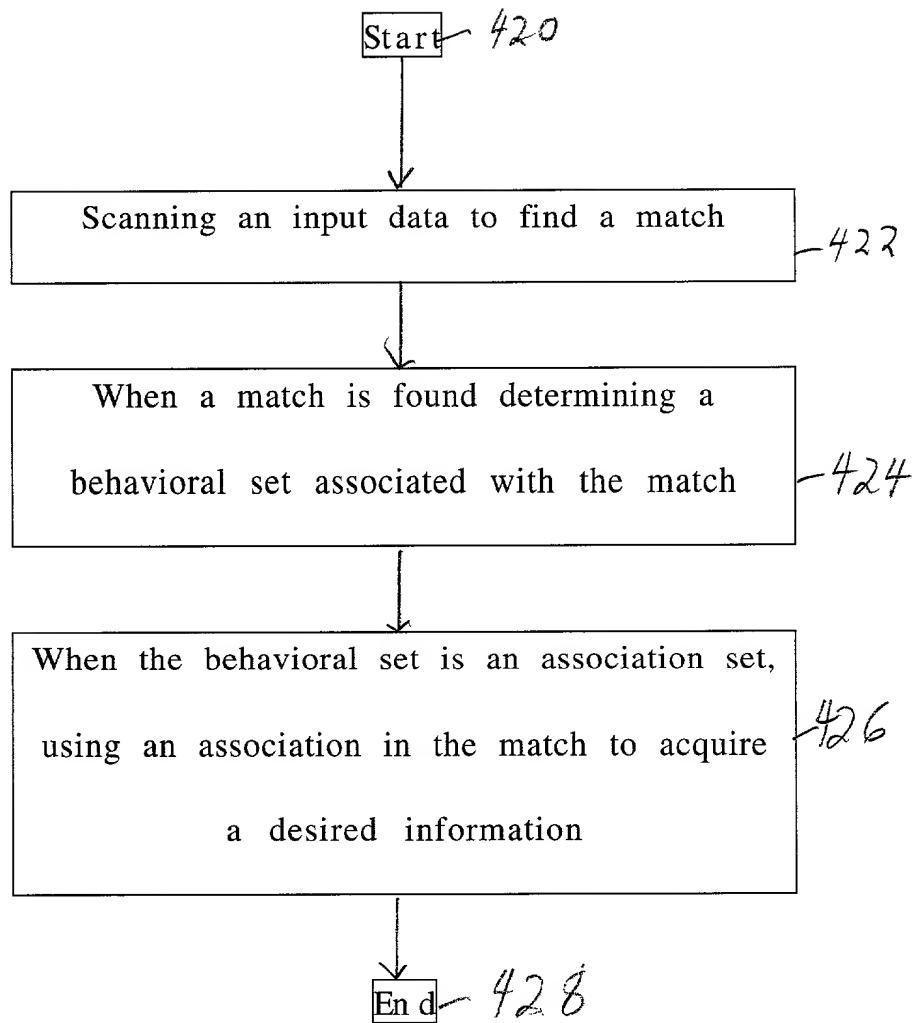 Start 420
Scanning an input data to find a match
422
When a match is found determining a
behavioral set associated with the match
424
When the behavioral set is an association set,
using an association in the match to acquire
426
a desired information
End 428